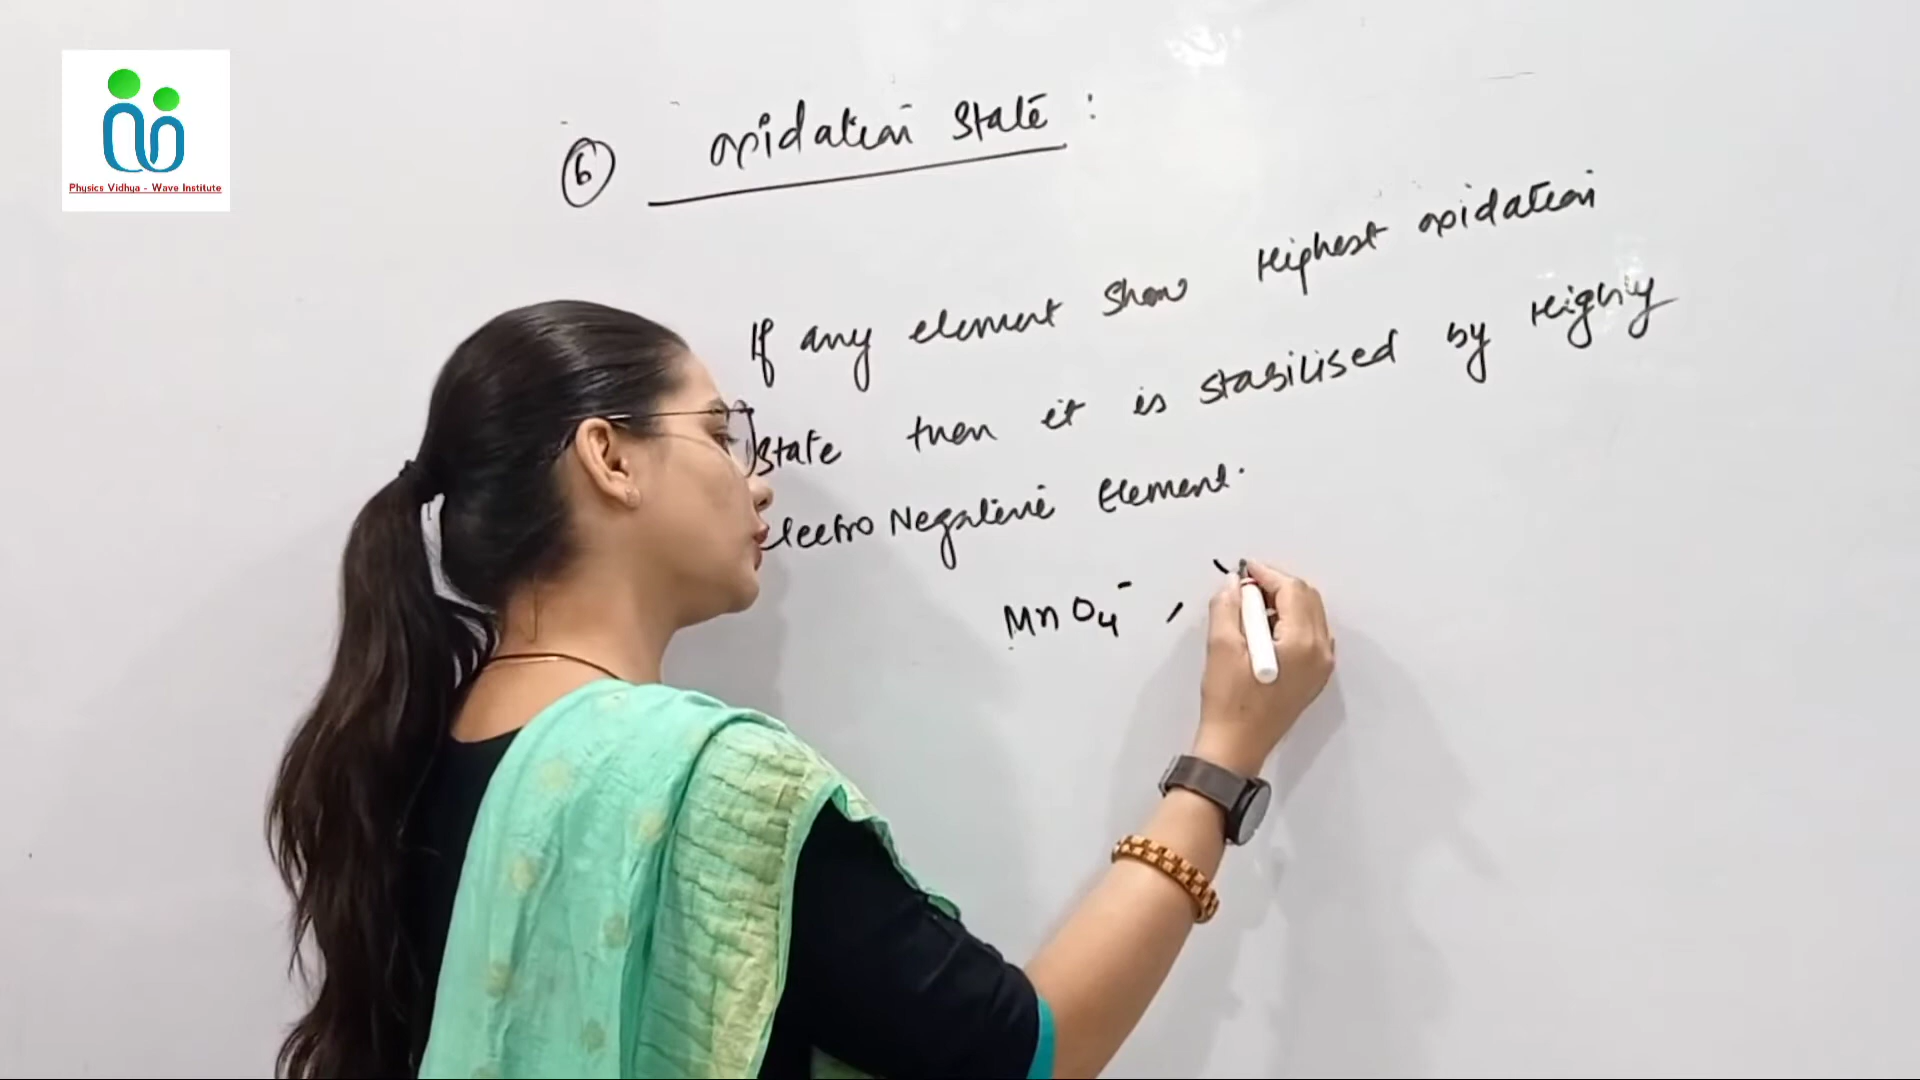 Physics Vidhya - Wave Institute
6 oxidation state :
If any element show Highest oxidation
state then it is stabilised by Highly
electro Negative Element.
MnO4- ,